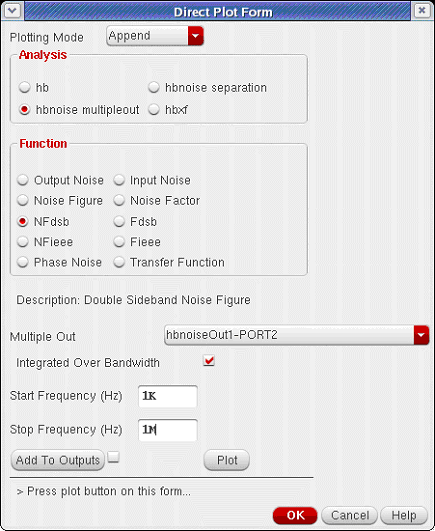 Direct Plot Form
Plotting Mode Append
Analysis
hb hbnoise separation
hbnoise multipleout hbxf
Function
Output Noise Input Noise
Noise Figure Noise Factor
NFdsb Fdsb
NFieee Fieee
Phase Noise Transfer Function
Description: Double Sideband Noise Figure
Multiple Out hbnoiseOut1-PORT2
Integrated Over Bandwidth
Start Frequency (Hz) 1K
Stop Frequency (Hz) 1M
Add To Outputs Plot
> Press plot button on this form...
OK Cancel Help